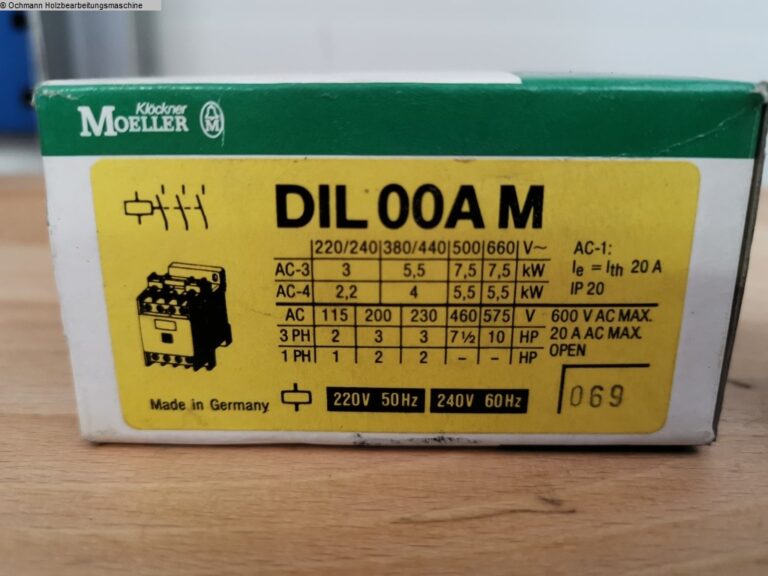 © Ochmann Holzbearbeitungsmaschine
Klöckner
MOELLER
M
DIL 00A M
220/240 380/440 500 660 V~
AC-3 3 5,5 7,5 7,5 kW
AC-4 2,2 4 5,5 5,5 kW
AC-1:
Ie = Ith 20 A
IP 20
AC 115 200 230 460 575 V
3 PH 2 3 3 7½ 10 HP
1 PH 1 2 2 – – HP
600 V AC MAX.
20 A AC MAX.
OPEN
Made in Germany
220V 50Hz 240V 60Hz
069